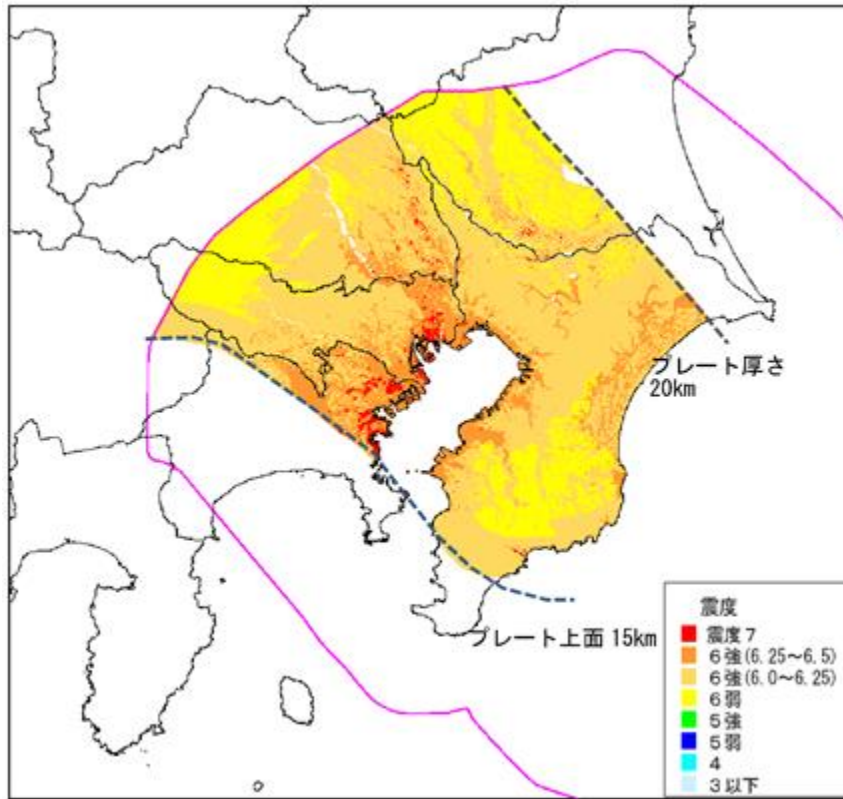 プレート厚さ
20km
プレート上面 15km
震度
震度７
６強(6.25～6.5)
６強(6.0～6.25)
６弱
５強
５弱
４
３以下